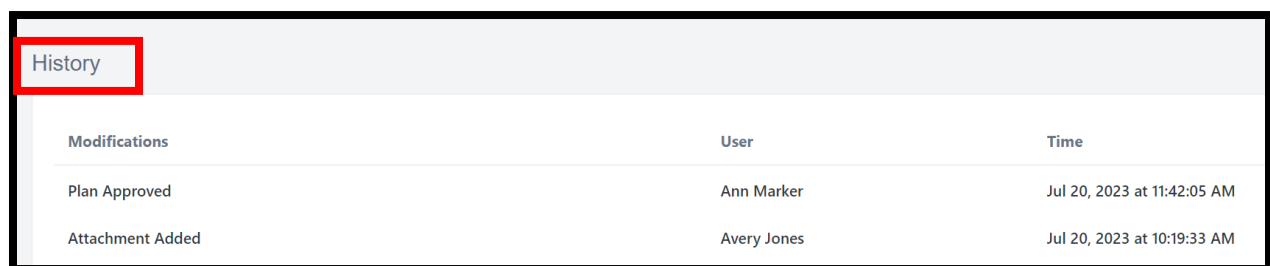 History
Modifications User Time
Plan Approved Ann Marker Jul 20, 2023 at 11:42:05 AM
Attachment Added Avery Jones Jul 20, 2023 at 10:19:33 AM